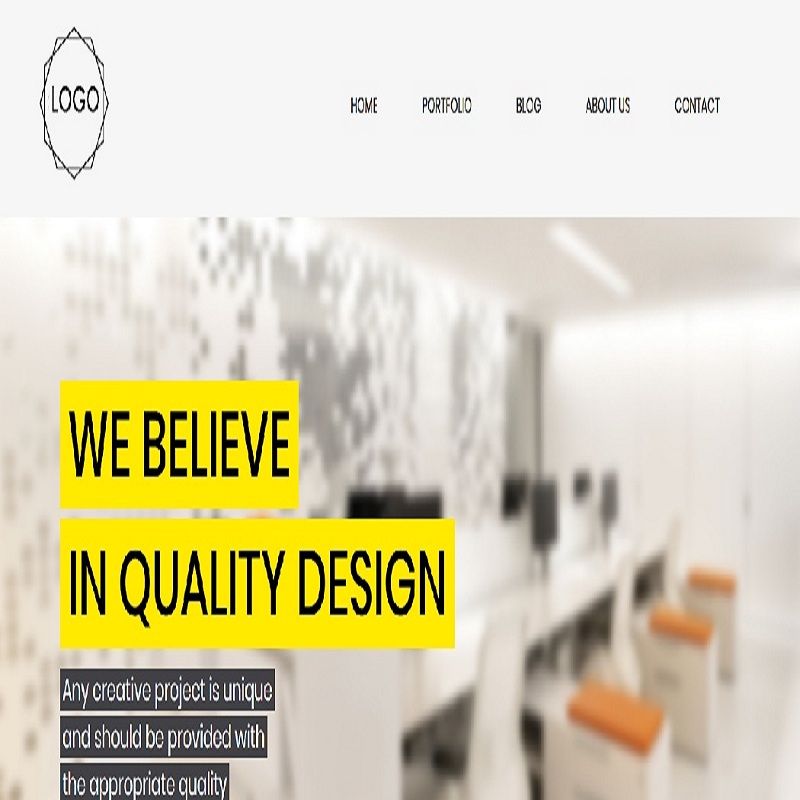 LOGO
HOME PORTFOLIO BLOG ABOUT US CONTACT
WE BELIEVE
IN QUALITY DESIGN
Any creative project is unique
and should be provided with
the appropriate quality